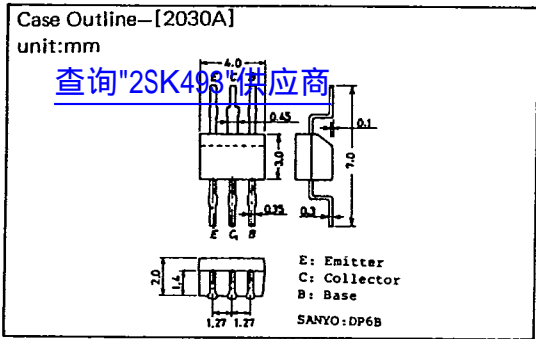 Case Outline—[2030A]
unit:mm
4.0
查询"2SK493"供应商
C
0.45
0.1
3.0
7.0
0.35
0.3
E C B
2.0
1.4
1.27 1.27
E: Emitter
C: Collector
B: Base
SANYO:DP6B